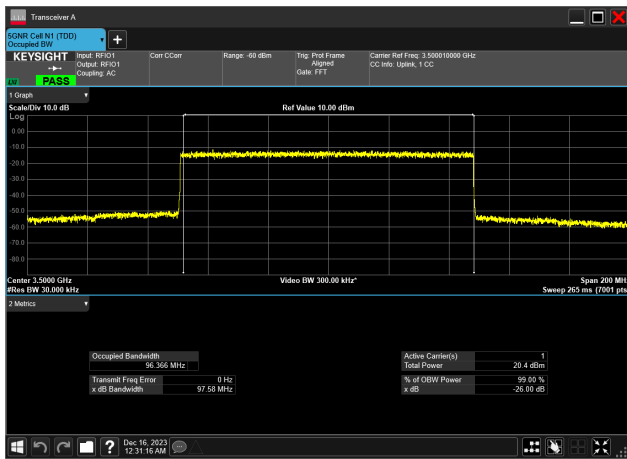 Transceiver A
5GNR Cell N1 (TDD)
Occupied BW
KEYSIGHT Input: RFIO1 Corr CCorr Range: -60 dBm Trig: Prot Frame Carrier Ref Freq: 3.500010000 GHz
Output: RFIO1 Aligned CC Info: Uplink, 1 CC
Coupling: AC Gate: FFT
PASS
1 Graph
Scale/Div 10.0 dB Ref Value 10.00 dBm
Log
0.00
-10.0
-20.0
-30.0
-40.0
-50.0
-60.0
-70.0
-80.0
Center 3.5000 GHz Video BW 300.00 kHz* Span 200 MH
#Res BW 30.000 kHz Sweep 265 ms (7001 pts
2 Metrics
Occupied Bandwidth Active Carrier(s) 1
96.366 MHz Total Power 20.4 dBm
Transmit Freq Error 0 Hz % of OBW Power 99.00 %
x dB Bandwidth 97.58 MHz x dB -26.00 dB
Dec 16, 2023
12:31:16 AM